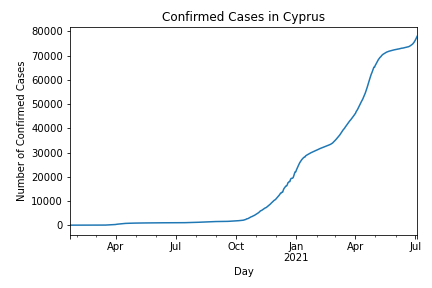 Confirmed Cases in Cyprus
80000
70000
60000
50000
40000
30000
20000
10000
0
Number of Confirmed Cases
Apr Jul Oct Jan Apr Jul
2021
Day